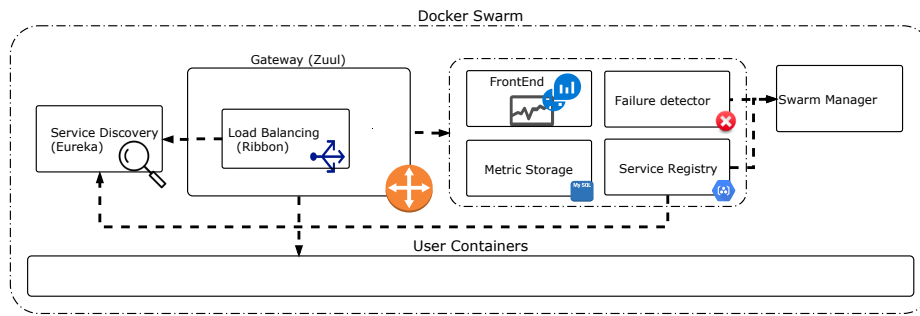 Docker Swarm
Gateway (Zuul)
Service Discovery
(Eureka)
Load Balancing
(Ribbon)
FrontEnd
Failure detector
Swarm Manager
Metric Storage
My SQL
Service Registry
User Containers